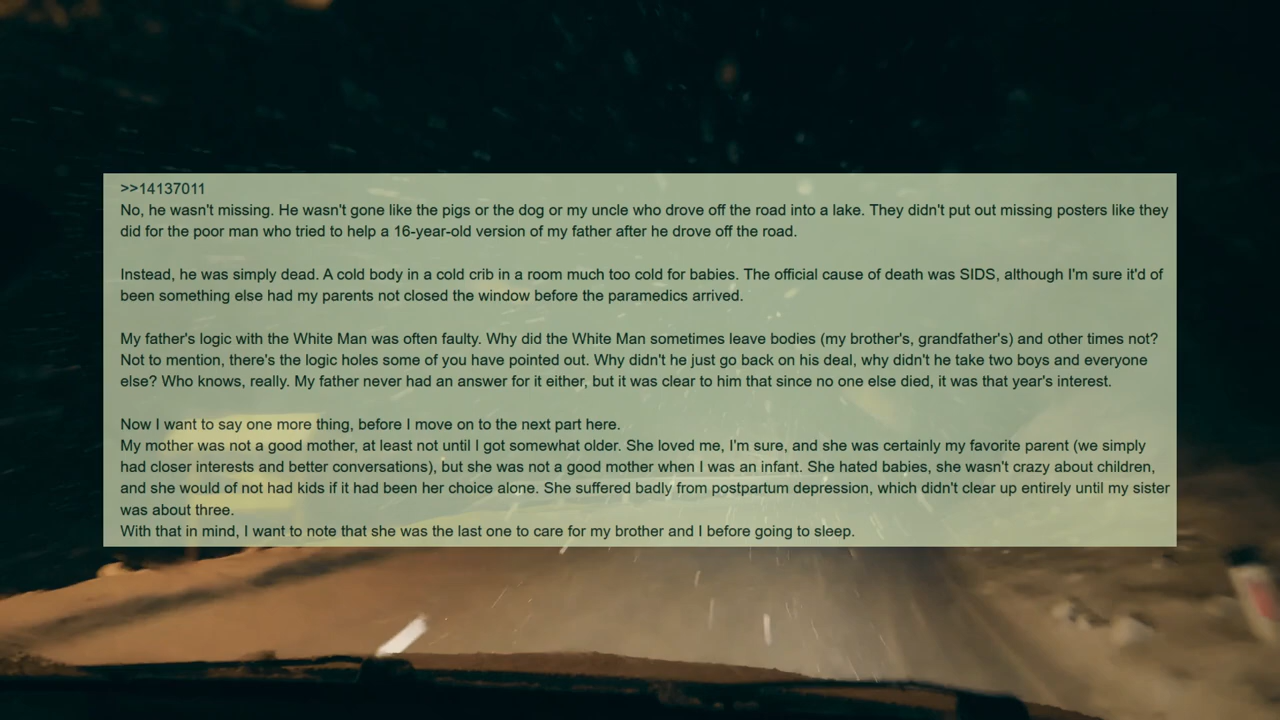 >>14137011
No, he wasn't missing. He wasn't gone like the pigs or the dog or my uncle who drove off the road into a lake. They didn't put out missing posters like they
did for the poor man who tried to help a 16-year-old version of my father after he drove off the road.
Instead, he was simply dead. A cold body in a cold crib in a room much too cold for babies. The official cause of death was SIDS, although I'm sure it'd of
been something else had my parents not closed the window before the paramedics arrived.
My father's logic with the White Man was often faulty. Why did the White Man sometimes leave bodies (my brother's, grandfather's) and other times not?
Not to mention, there's the logic holes some of you have pointed out. Why didn't he just go back on his deal, why didn't he take two boys and everyone
else? Who knows, really. My father never had an answer for it either, but it was clear to him that since no one else died, it was that year's interest.
Now I want to say one more thing, before I move on to the next part here.
My mother was not a good mother, at least not until I got somewhat older. She loved me, I'm sure, and she was certainly my favorite parent (we simply
had closer interests and better conversations), but she was not a good mother when I was an infant. She hated babies, she wasn't crazy about children,
and she would of not had kids if it had been her choice alone. She suffered badly from postpartum depression, which didn't clear up entirely until my sister
was about three.
With that in mind, I want to note that she was the last one to care for my brother and I before going to sleep.